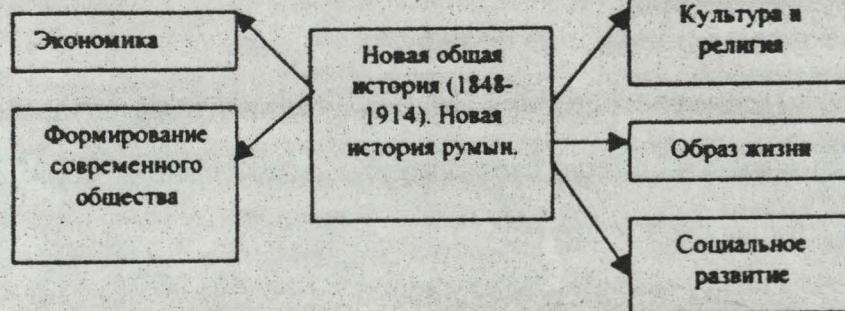 Экономика
Формирование
современного
общества
Новая общая
история (1848-
1914). Новая
история румын.
Культура и
религия
Образ жизни
Социальное
развитие